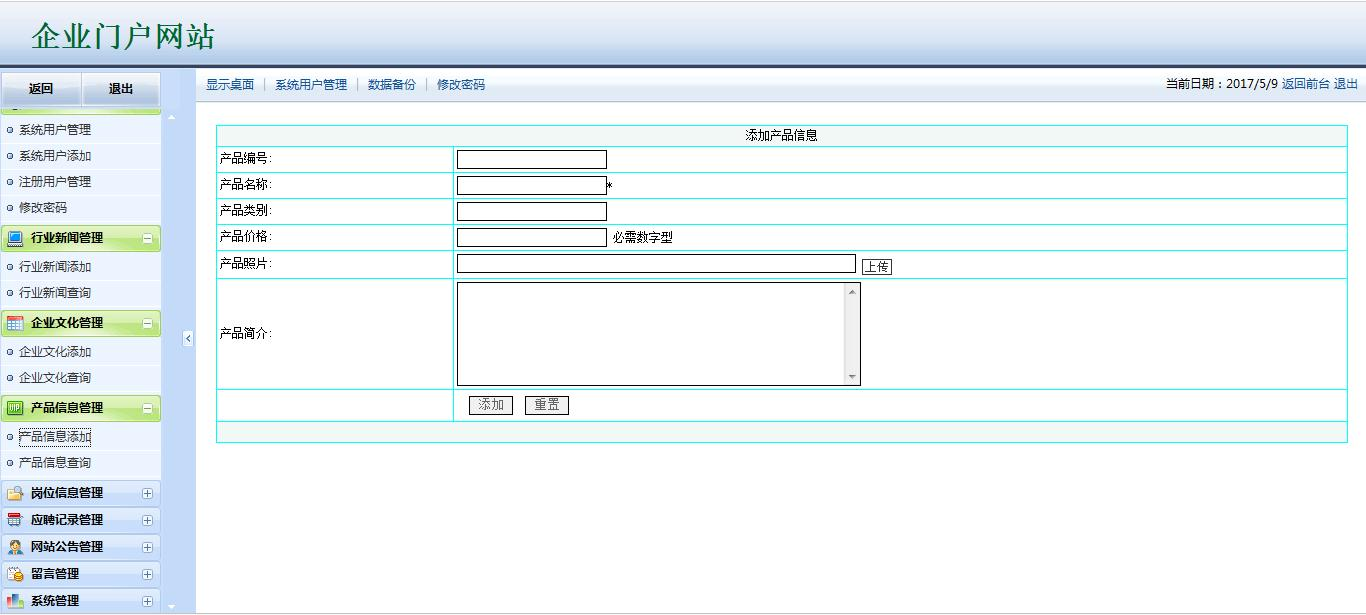 企业门户网站
返回 退出
显示桌面 系统用户管理 数据备份 修改密码
当前日期：2017/5/9 返回前台 退出
系统用户管理
系统用户添加
注册用户管理
修改密码
行业新闻管理
行业新闻添加
行业新闻查询
企业文化管理
企业文化添加
企业文化查询
产品信息管理
产品信息添加
产品信息查询
岗位信息管理
应聘记录管理
网站公告管理
留言管理
系统管理
添加产品信息
产品编号：
产品名称： *
产品类别：
产品价格： 必需数字型
产品照片： 上传
产品简介：
添加 重置